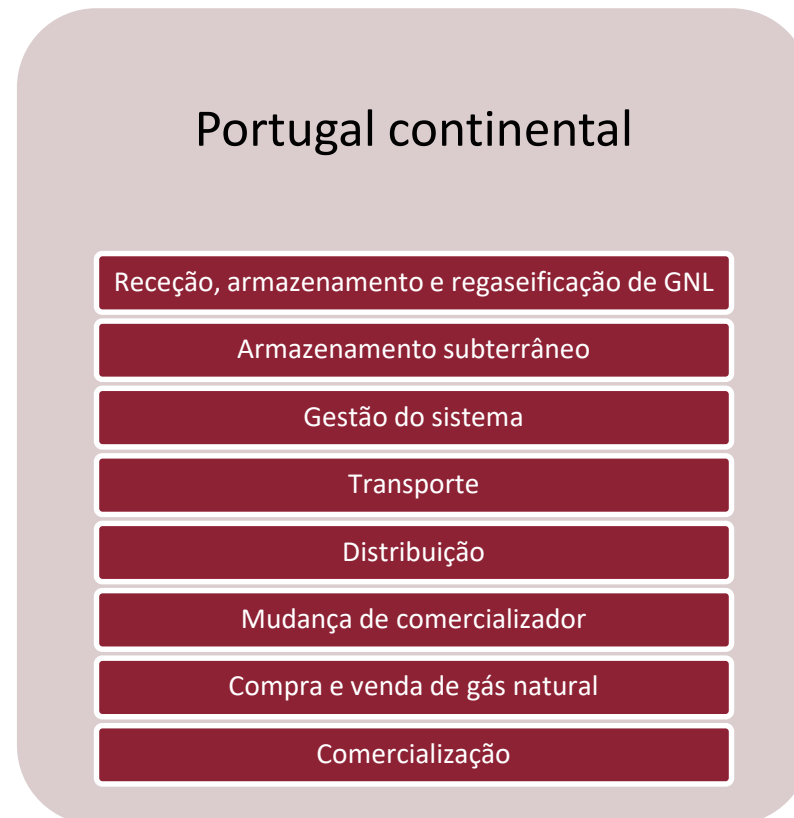 Portugal continental
Receção, armazenamento e regaseificação de GNL
Armazenamento subterrâneo
Gestão do sistema
Transporte
Distribuição
Mudança de comercializador
Compra e venda de gás natural
Comercialização